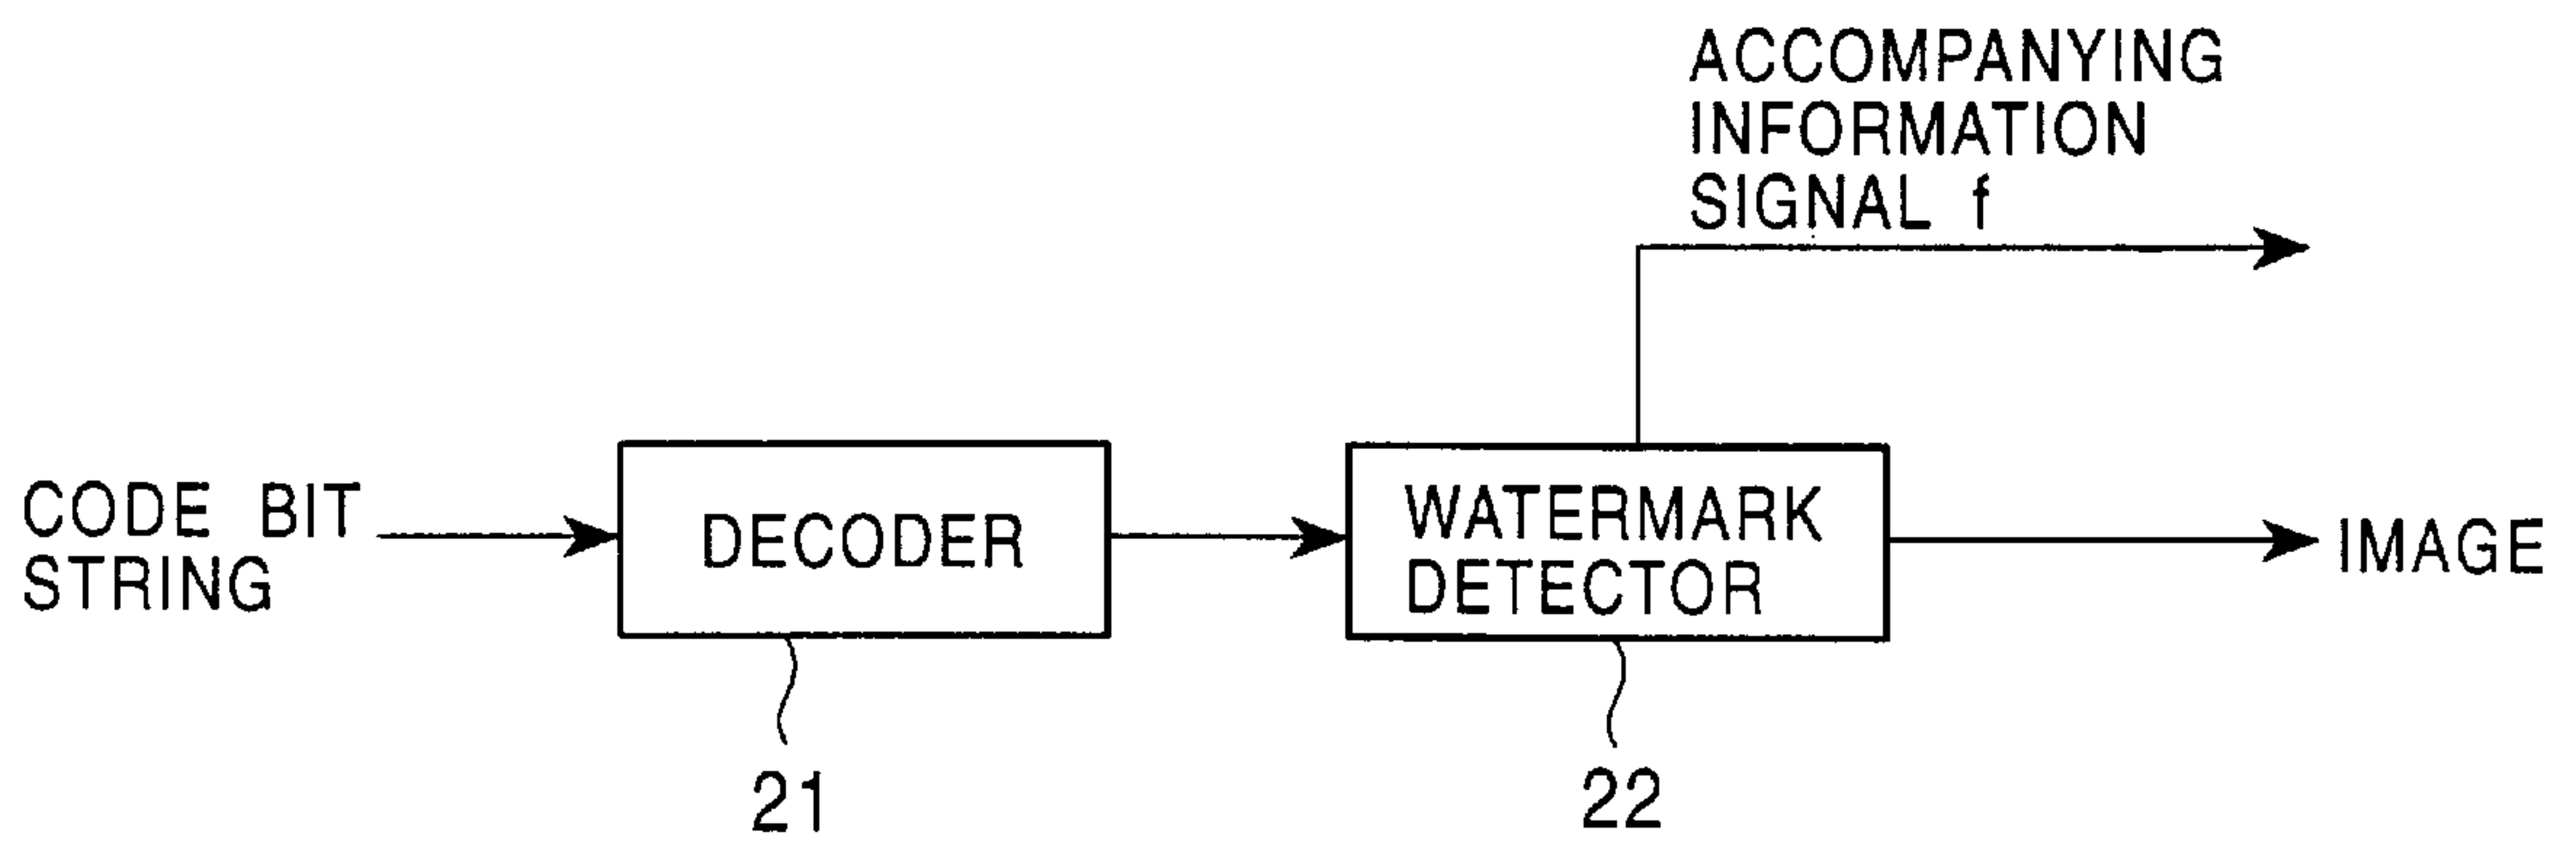 ACCOMPANYING
INFORMATION
SIGNAL f
CODE BIT
STRING
DECODER
WATERMARK
DETECTOR
IMAGE
21
22